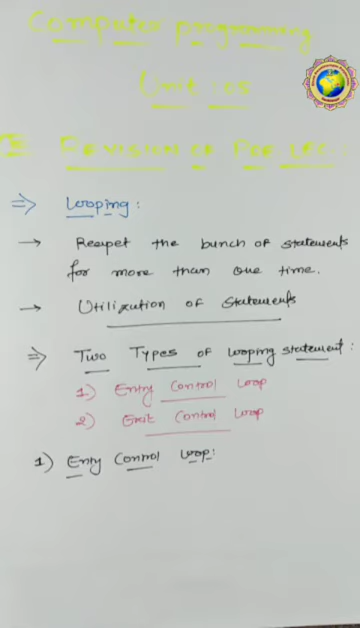 Computer programming
Unit : 05
Revision of Pre Lec :
⇒ Looping :
→ Reapet the bunch of statements
for more than one time.
→ Utilization of statements
⇒ Two Types of looping statement :
1) Entry Control loop
2) Exit Control loop
1) Entry Control loop :